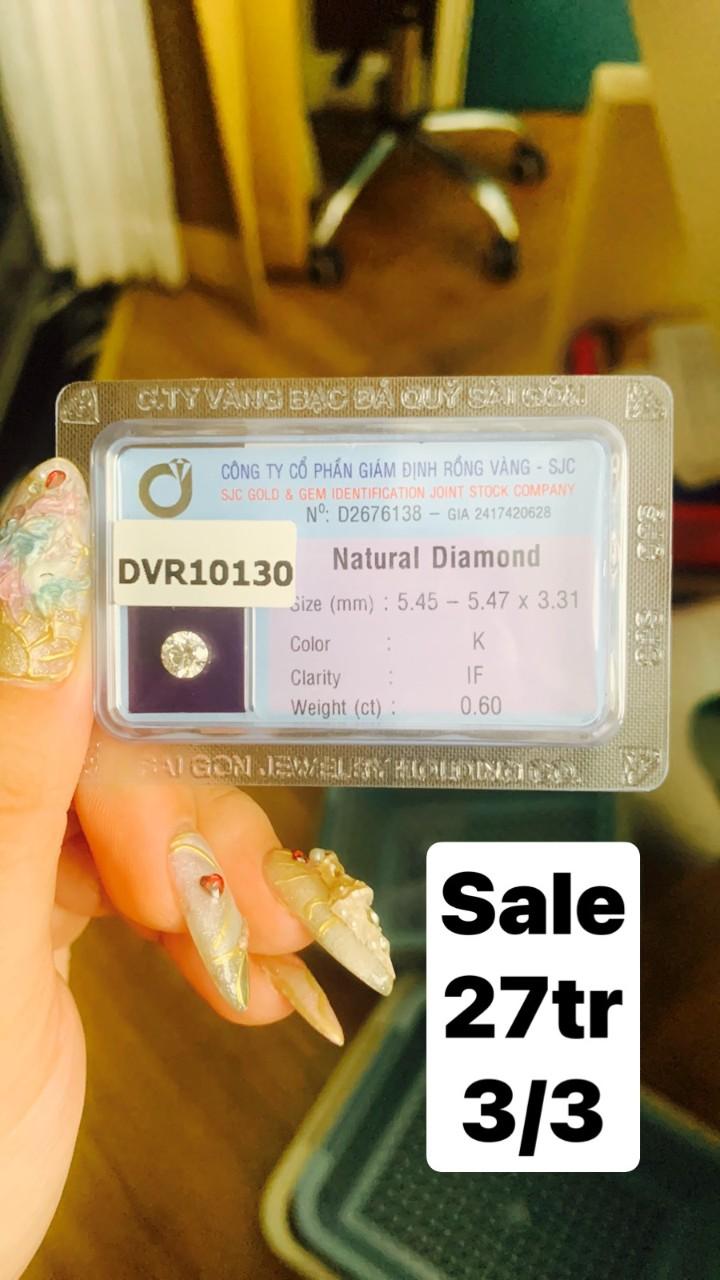 C.TY VÀNG BẠC ĐÁ QUÝ SÀI GÒN
CÔNG TY CỔ PHẦN GIÁM ĐỊNH RỒNG VÀNG - SJC
SJC GOLD & GEM IDENTIFICATION JOINT STOCK COMPANY
Nº: D2676138 – GIA 2417420628
DVR10130
Natural Diamond
Size (mm) : 5.45 – 5.47 x 3.31
Color : K
Clarity : IF
Weight (ct) : 0.60
SJC SJC
SAI GON JEWELRY HOLDING CO.
Sale
27tr
3/3